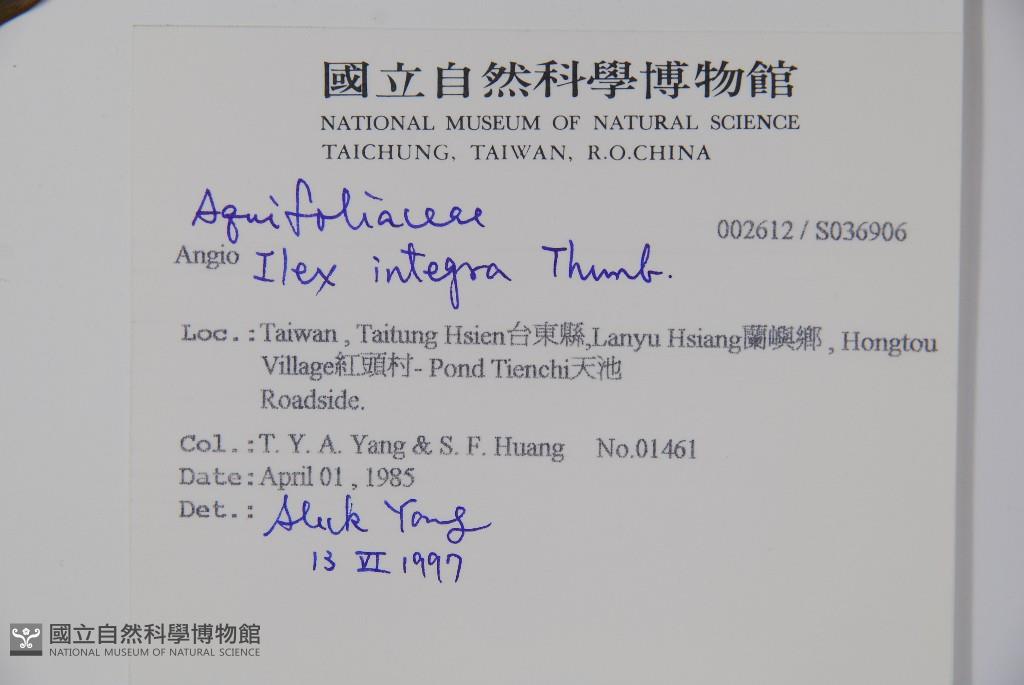 國立自然科學博物館
NATIONAL MUSEUM OF NATURAL SCIENCE
TAICHUNG, TAIWAN, R.O.CHINA
Aquifoliaceae
002612 / S036906
Angio Ilex integra Thunb.
Loc.: Taiwan , Taitung Hsien台東縣,Lanyu Hsiang蘭嶼鄉 , Hongtou
Village紅頭村- Pond Tienchi天池
Roadside.
Col.: T. Y. A. Yang & S. F. Huang No.01461
Date: April 01 , 1985
Det.: Aleck Yang
13 VI 1997
國立自然科學博物館
NATIONAL MUSEUM OF NATURAL SCIENCE